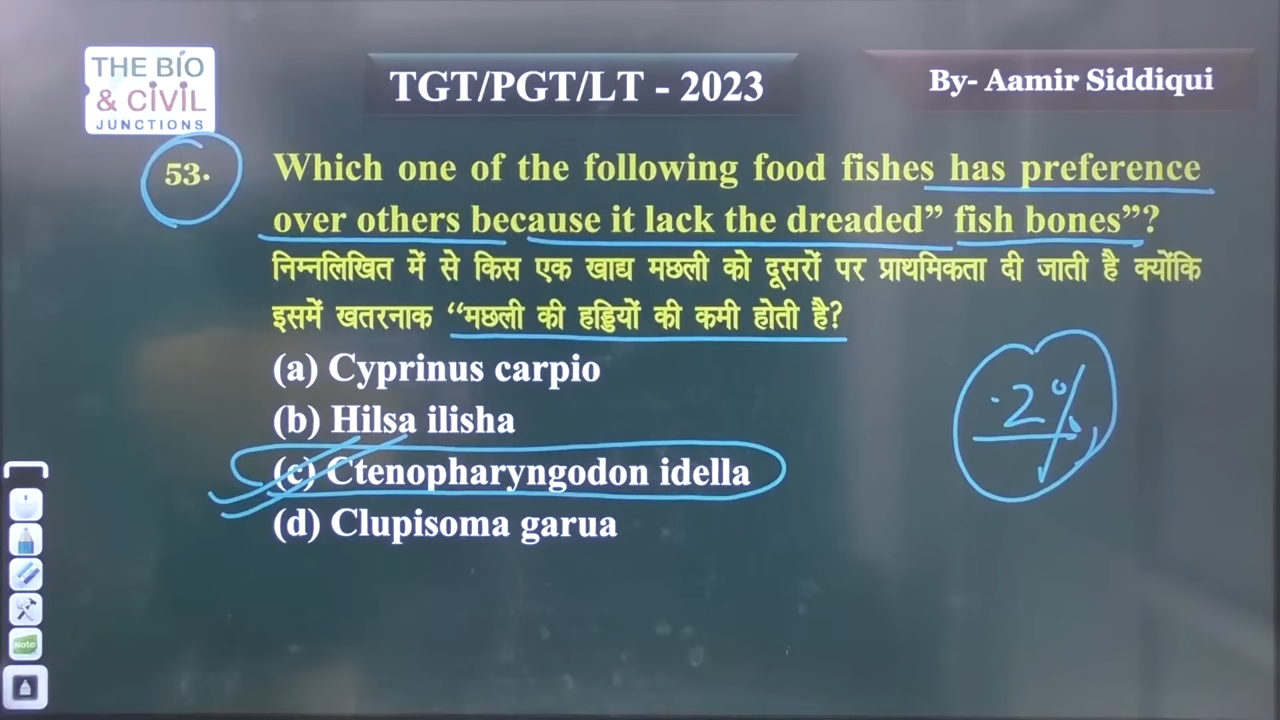 THE BIO
& CIVIL
JUNCTIONS
TGT/PGT/LT - 2023
By- Aamir Siddiqui
53.
Which one of the following food fishes has preference
over others because it lack the dreaded” fish bones”?
निम्नलिखित में से किस एक खाद्य मछली को दूसरों पर प्राथमिकता दी जाती है क्योंकि
इसमें खतरनाक “मछली की हड्डियों की कमी होती है?
(a) Cyprinus carpio
(b) Hilsa ilisha
(c) Ctenopharyngodon idella
(d) Clupisoma garua
.2%
Note